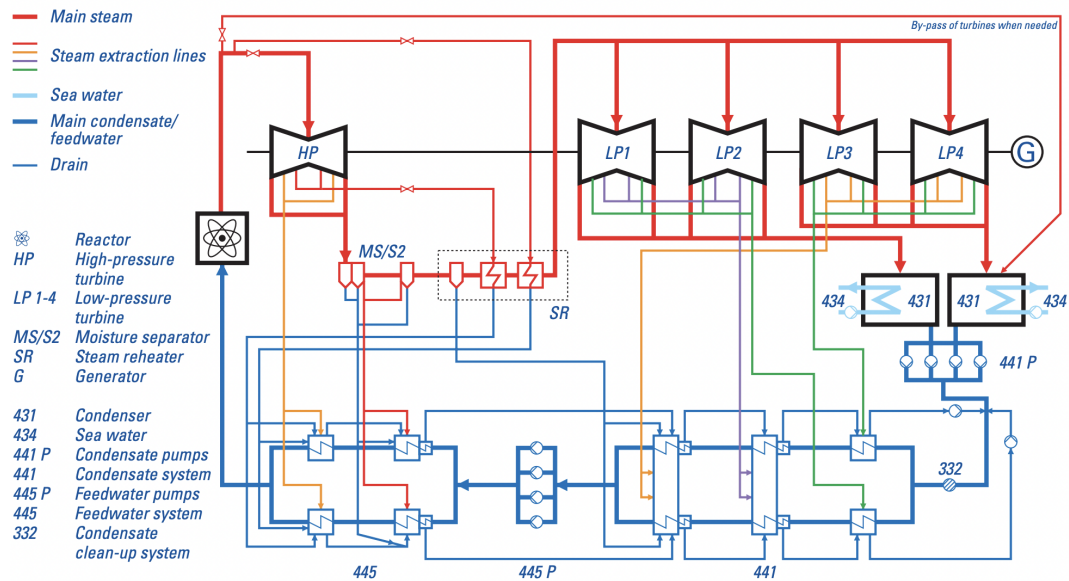 Main steam
By-pass of turbines when needed
Steam extraction lines
Sea water
Main condensate/
feedwater
Drain
HP
LP1
LP2
LP3
LP4
G
Reactor
HP
High-pressure
turbine
LP 1-4
Low-pressure
turbine
MS/S2
Moisture separator
SR
Steam reheater
G
Generator
431
Condenser
434
Sea water
441 P
Condensate pumps
441
Condensate system
445 P
Feedwater pumps
445
Feedwater system
332
Condensate
clean-up system
MS/S2
SR
434
431
431
434
441 P
332
445
445 P
441